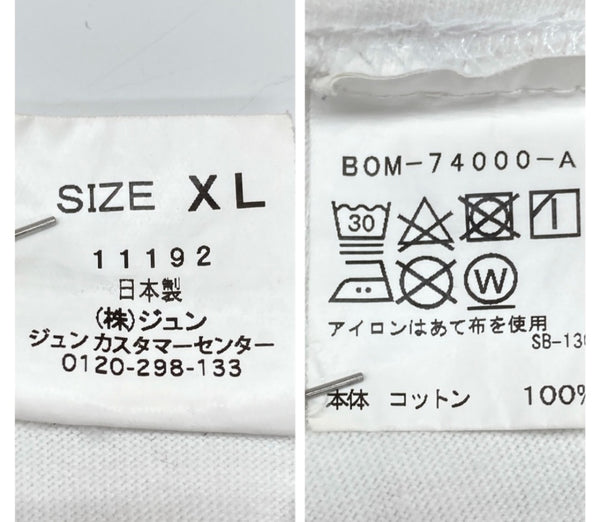 SIZE XL
11192
日本製
(株)ジュン
ジュン カスタマーセンター
0120-298-133
BOM-74000-A
30
W
アイロンはあて布を使用
SB-130
本体 コットン 100%